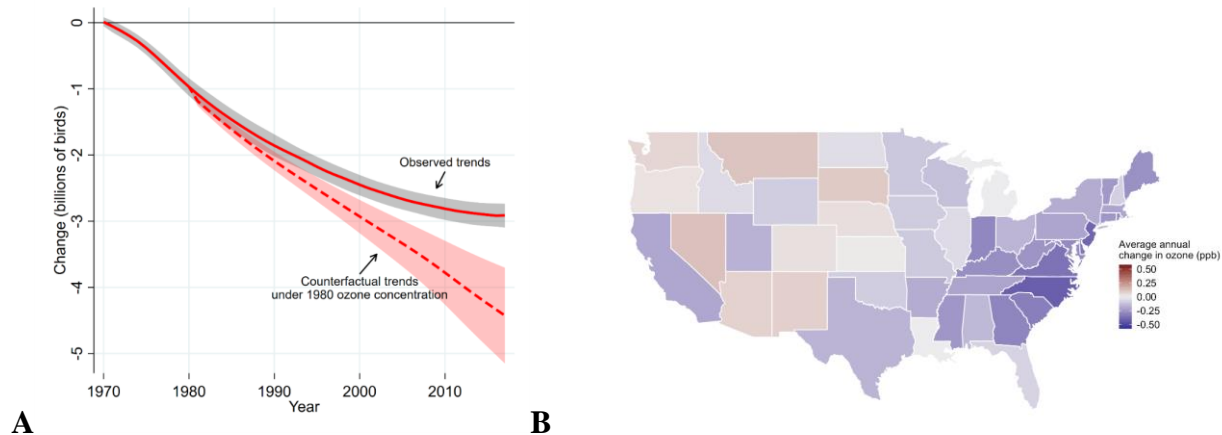 0
-1
-2
-3
-4
-5
Change (billions of birds)
Observed trends
Counterfactual trends
under 1980 ozone concentration
1970
1980
1990
2000
2010
Year
A
Average annual
change in ozone (ppb)
0.50
0.25
0.00
-0.25
-0.50
B